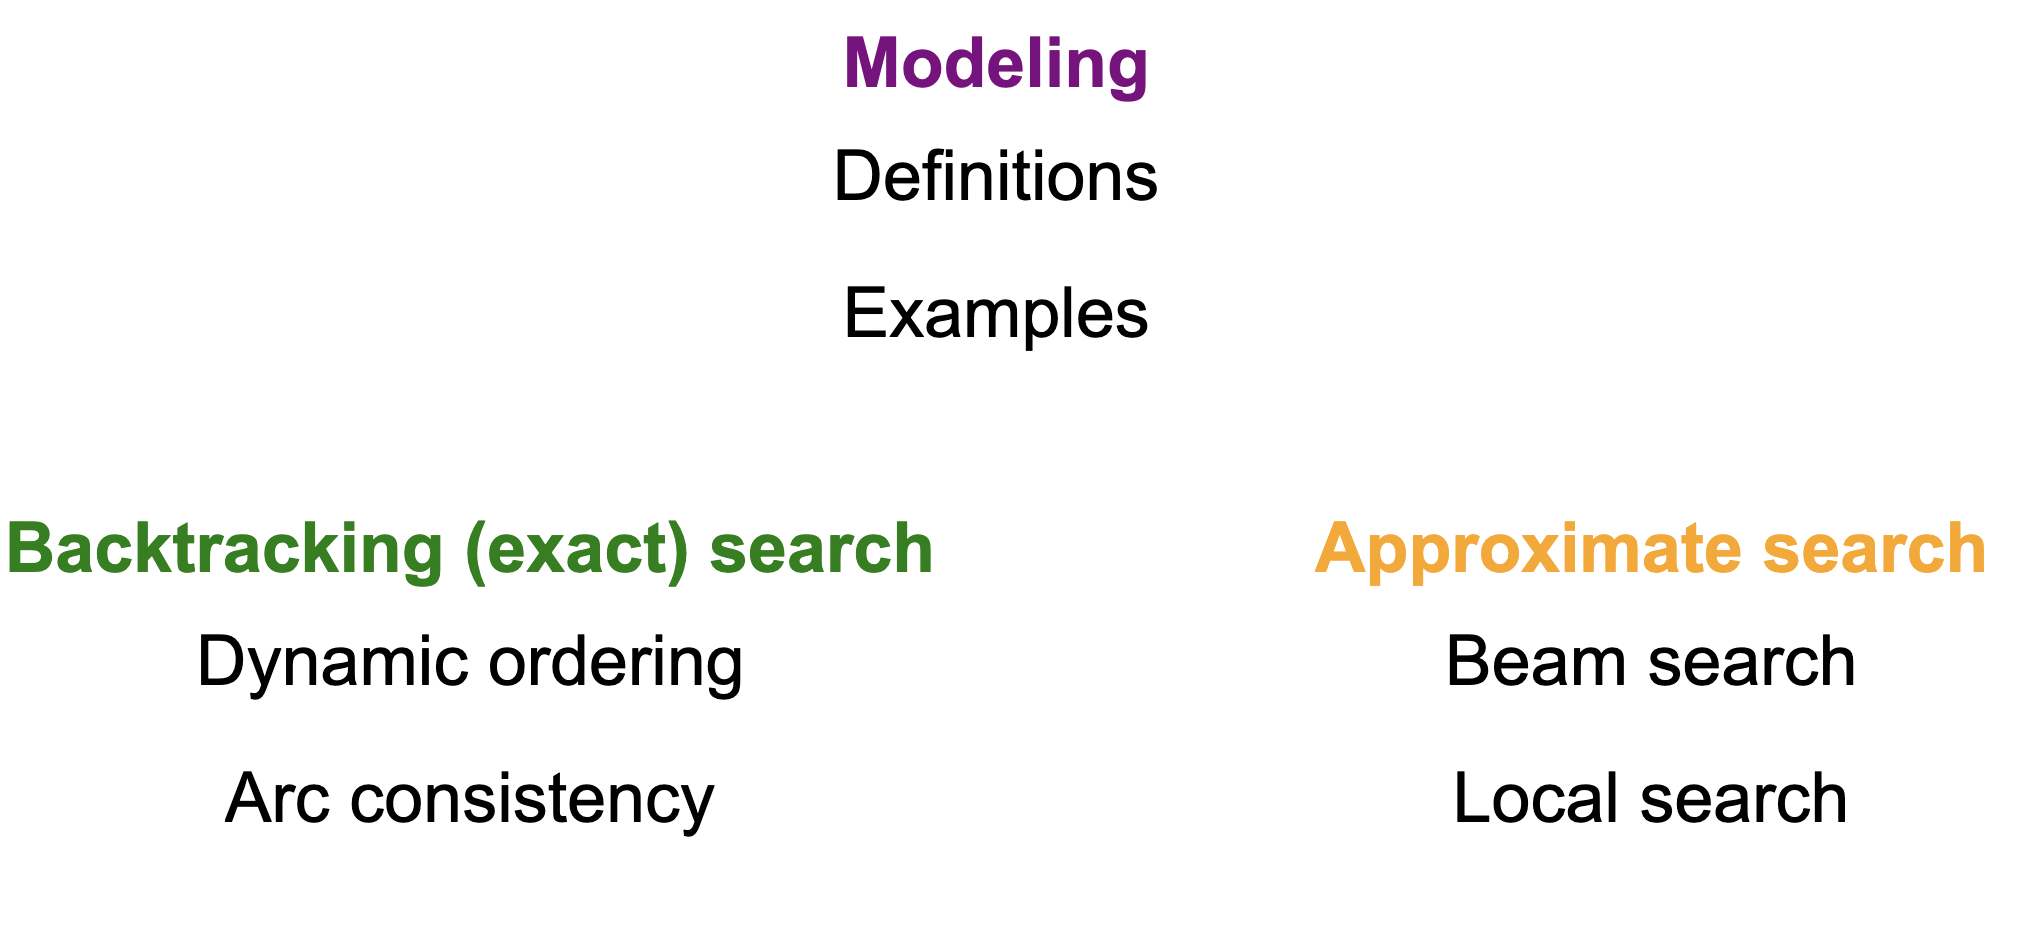 Modeling
Definitions
Examples
Backtracking (exact) search
Dynamic ordering
Arc consistency
Approximate search
Beam search
Local search